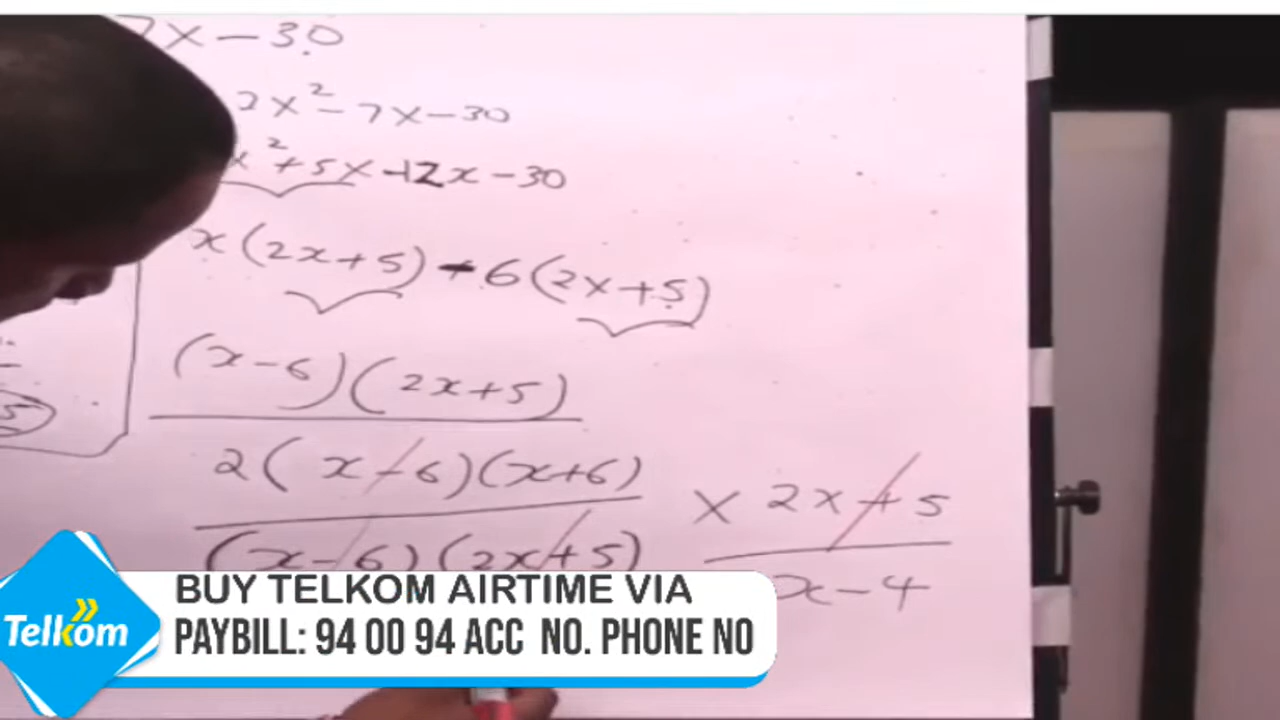 7x - 30
2x² - 7x - 30
x² + 5x - 12x - 30
x(2x+5) - 6(2x+5)
(x-6)(2x+5)
2(x-6)(x+6)
(x-6)(2x+5)
× 2x+5
x-4
5
BUY TELKOM AIRTIME VIA
PAYBILL: 94 00 94 ACC NO. PHONE NO
Telkom